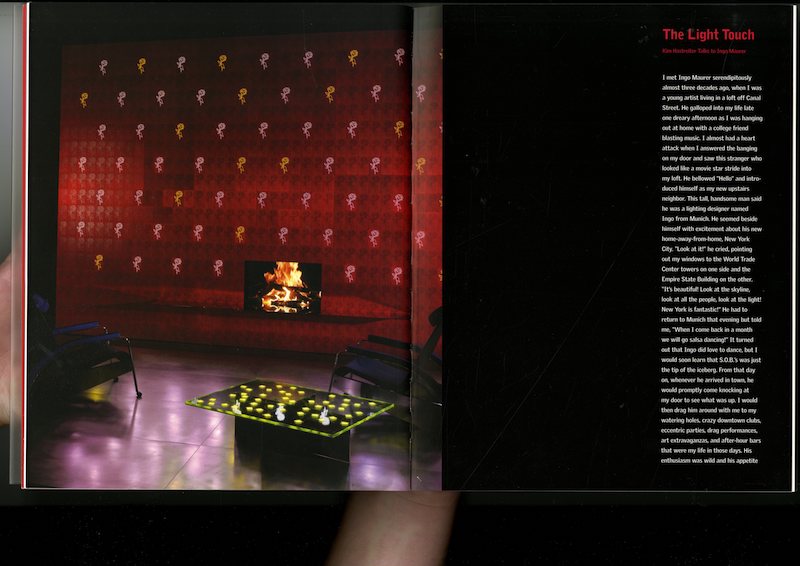 The Light Touch
Kim Hastreiter Talks to Ingo Maurer
I met Ingo Maurer serendipitously
almost three decades ago, when I was
a young artist living in a loft off Canal
Street. He galloped into my life late
one dreary afternoon as I was hanging
out at home with a college friend
blasting music. I almost had a heart
attack when I answered the banging
on my door and saw this stranger who
looked like a movie star stride into
my loft. He bellowed "Hello" and intro-
duced himself as my new upstairs
neighbor. This tall, handsome man said
he was a lighting designer named
Ingo from Munich. He seemed beside
himself with excitement about his new
home-away-from-home, New York
City. "Look at it!" he cried, pointing
out my windows to the World Trade
Center towers on one side and the
Empire State Building on the other.
"It's beautiful! Look at the skyline,
look at all the people, look at the light!
New York is fantastic!" He had to
return to Munich that evening but told
me, "When I come back in a month
we will go salsa dancing!" It turned
out that Ingo did love to dance, but I
would soon learn that S.O.B.'s was just
the tip of the iceberg. From that day
on, whenever he arrived in town, he
would promptly come knocking at
my door to see what was up. I would
then drag him around with me to my
watering holes, crazy downtown clubs,
eccentric parties, drag performances,
art extravaganzas, and after-hour bars
that were my life in those days. His
enthusiasm was wild and his appetite